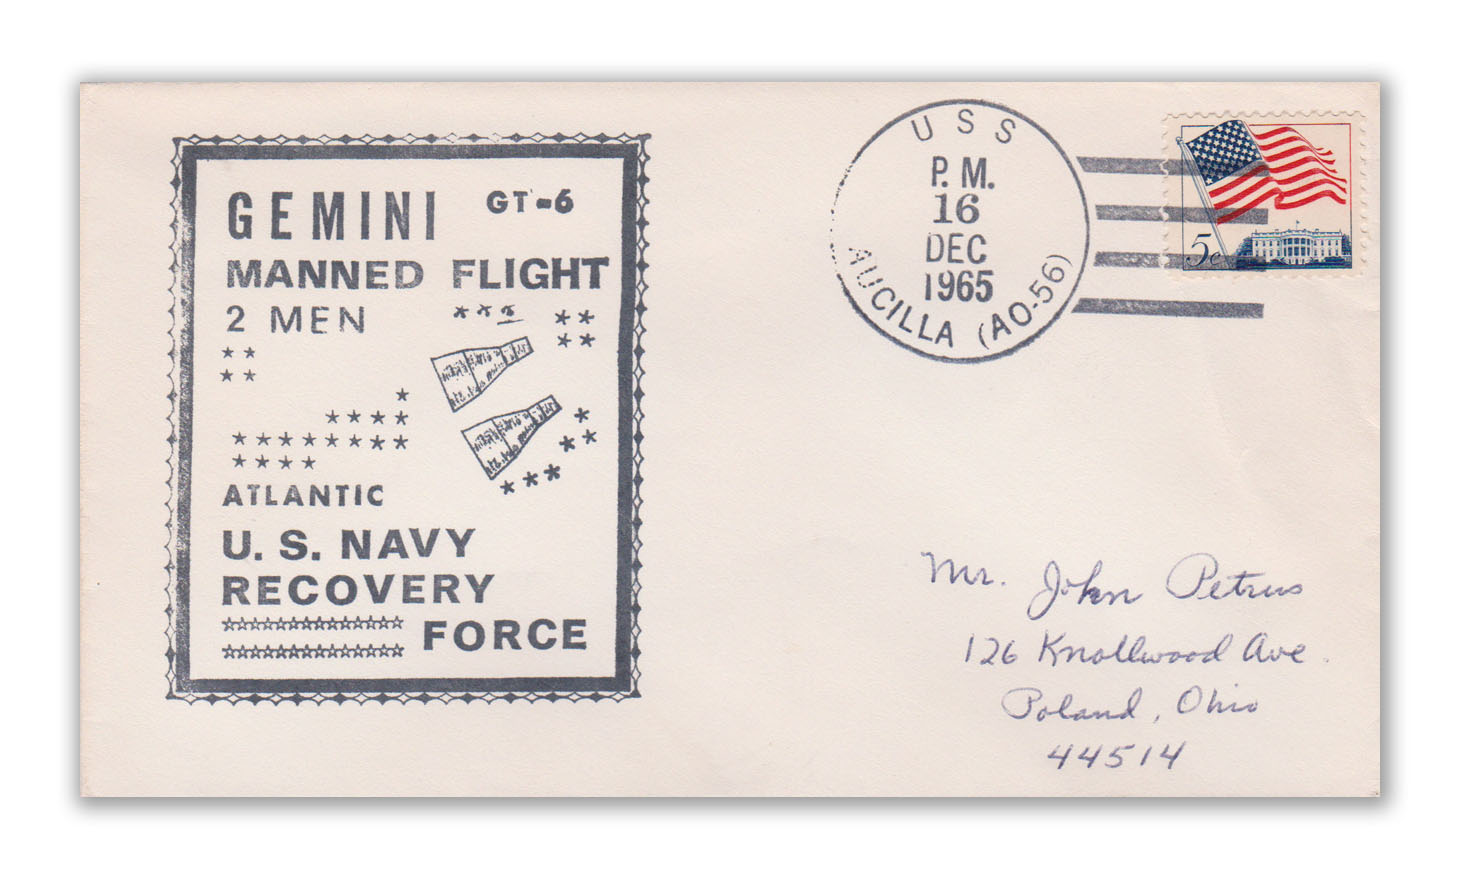 GEMINI GT-6
MANNED FLIGHT
2 MEN
ATLANTIC
U. S. NAVY
RECOVERY
FORCE
USS
P. M.
16
DEC
1965
AUCILLA (AO-56)
5c
Mr. John Petrus
126 Knollwood Ave.
Poland, Ohio
44514